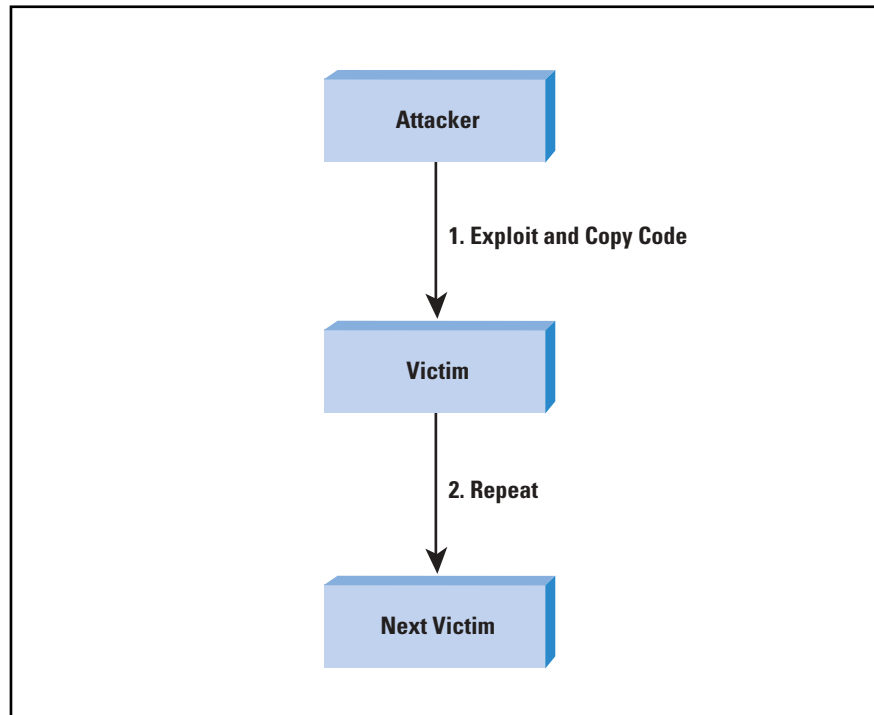 Attacker
1. Exploit and Copy Code
Victim
2. Repeat
Next Victim